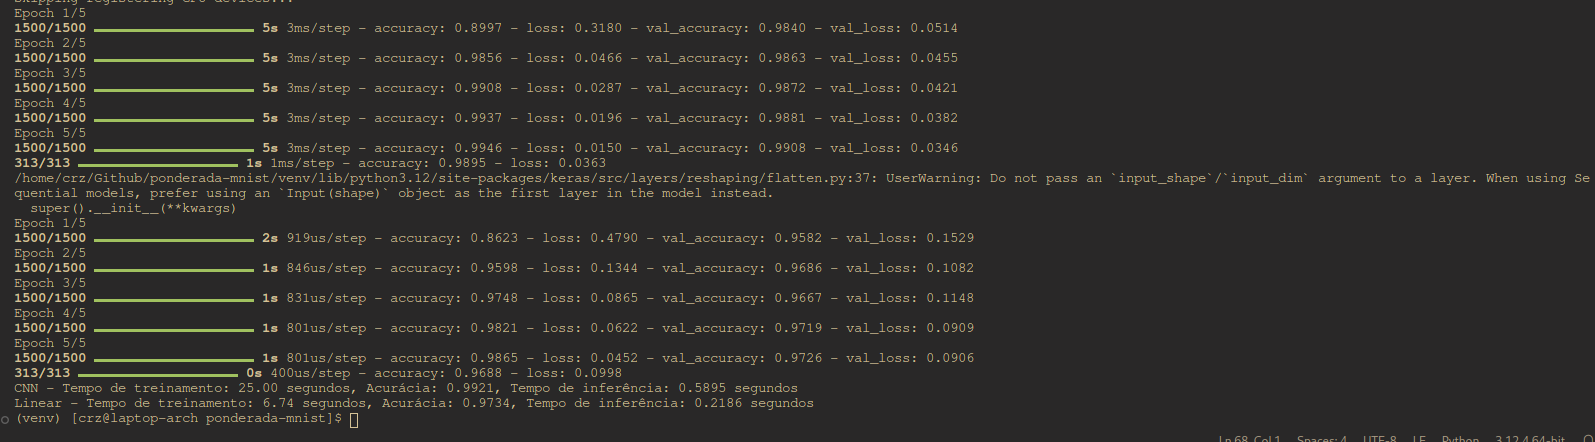 Skipping registering GPU devices...
Epoch 1/5
1500/1500 5s 3ms/step - accuracy: 0.8997 - loss: 0.3180 - val_accuracy: 0.9840 - val_loss: 0.0514
Epoch 2/5
1500/1500 5s 3ms/step - accuracy: 0.9856 - loss: 0.0466 - val_accuracy: 0.9863 - val_loss: 0.0455
Epoch 3/5
1500/1500 5s 3ms/step - accuracy: 0.9908 - loss: 0.0287 - val_accuracy: 0.9872 - val_loss: 0.0421
Epoch 4/5
1500/1500 5s 3ms/step - accuracy: 0.9937 - loss: 0.0196 - val_accuracy: 0.9881 - val_loss: 0.0382
Epoch 5/5
1500/1500 5s 3ms/step - accuracy: 0.9946 - loss: 0.0150 - val_accuracy: 0.9908 - val_loss: 0.0346
313/313 1s 1ms/step - accuracy: 0.9895 - loss: 0.0363
/home/crz/Github/ponderada-mnist/venv/lib/python3.12/site-packages/keras/src/layers/reshaping/flatten.py:37: UserWarning: Do not pass an `input_shape`/`input_dim` argument to a layer. When using Se
quential models, prefer using an `Input(shape)` object as the first layer in the model instead.
super().__init__(**kwargs)
Epoch 1/5
1500/1500 2s 919us/step - accuracy: 0.8623 - loss: 0.4790 - val_accuracy: 0.9582 - val_loss: 0.1529
Epoch 2/5
1500/1500 1s 846us/step - accuracy: 0.9598 - loss: 0.1344 - val_accuracy: 0.9686 - val_loss: 0.1082
Epoch 3/5
1500/1500 1s 831us/step - accuracy: 0.9748 - loss: 0.0865 - val_accuracy: 0.9667 - val_loss: 0.1148
Epoch 4/5
1500/1500 1s 801us/step - accuracy: 0.9821 - loss: 0.0622 - val_accuracy: 0.9719 - val_loss: 0.0909
Epoch 5/5
1500/1500 1s 801us/step - accuracy: 0.9865 - loss: 0.0452 - val_accuracy: 0.9726 - val_loss: 0.0906
313/313 0s 400us/step - accuracy: 0.9688 - loss: 0.0998
CNN - Tempo de treinamento: 25.00 segundos, Acurácia: 0.9921, Tempo de inferência: 0.5895 segundos
Linear - Tempo de treinamento: 6.74 segundos, Acurácia: 0.9734, Tempo de inferência: 0.2186 segundos
(venv) [crz@laptop-arch ponderada-mnist]$
Ln 68, Col 1 Spaces: 4 UTF-8 LF Python 3.12.4 64-bit